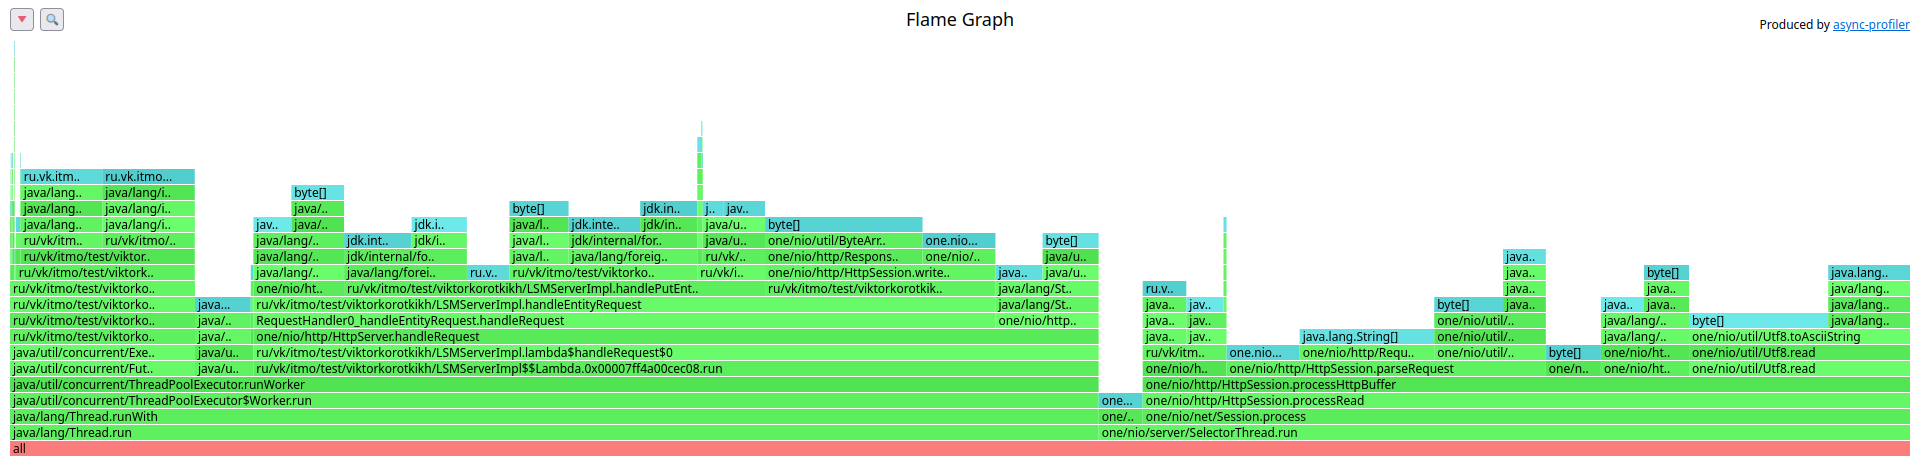 Flame Graph
Produced by async-profiler
ru.vk.itm.. ru.vk.itmo...
java/lang.. java/lang/i.. byte[]
java/lang.. java/lang/i.. java/.. byte[] jdk.in.. j.. jav..
java/lang.. java/lang/i.. jav.. java/.. jdk.i.. java/l.. jdk.inte.. jdk/in.. java/u.. byte[]
ru/vk/itm.. ru/vk/itmo/.. java/lang/.. jdk.int.. jdk/i.. java/l.. jdk/internal/for.. java/u.. one/nio/util/ByteArr.. one.nio... byte[]
ru/vk/itmo/test/viktor.. java/lang/.. jdk/internal/fo.. java/l.. java/lang/foreig.. ru/vk/.. one/nio/http/Respons.. one/nio/.. java/u.. java..
ru/vk/itmo/test/viktork.. java/lang/.. java/lang/forei.. ru.v.. ru/vk/itmo/test/viktorko.. ru/vk/i.. one/nio/http/HttpSession.write.. java.. java/u.. java.. byte[] java.lang..
ru/vk/itmo/test/viktorko.. one/nio/ht.. ru/vk/itmo/test/viktorkorotkikh/LSMServerImpl.handlePutEnt.. ru/vk/itmo/test/viktorkorotkik.. java/lang/St.. ru.v.. java.. java.. java/lang..
ru/vk/itmo/test/viktorko.. java... ru/vk/itmo/test/viktorkorotkikh/LSMServerImpl.handleEntityRequest java/lang/St.. java.. jav.. byte[] java.. java.. java.. java/lang..
ru/vk/itmo/test/viktorko.. java/.. RequestHandler0_handleEntityRequest.handleRequest one/nio/http.. java.. jav.. one/nio/util/.. java/lang/.. byte[] java/lang..
ru/vk/itmo/test/viktorko.. java/.. one/nio/http/HttpServer.handleRequest java.. jav.. java.lang.String[] one/nio/util/.. one/nio/ht.. one/nio/util/Utf8.toAsciiString
java/util/concurrent/Exe.. java/u.. ru/vk/itmo/test/viktorkorotkikh/LSMServerImpl.lambda$handleRequest$0 ru/vk/itm.. one.nio... one/nio/http/Requ.. one/nio/util/.. byte[] one/nio/ht.. one/nio/util/Utf8.read
java/util/concurrent/Fut.. java/u.. ru/vk/itmo/test/viktorkorotkikh/LSMServerImpl$$Lambda.0x00007ff4a00cec08.run one/nio/h.. one/nio/http/HttpSession.parseRequest one/n.. one/nio/ht.. one/nio/util/Utf8.read
java/util/concurrent/ThreadPoolExecutor.runWorker one/nio/http/HttpSession.processHttpBuffer
java/util/concurrent/ThreadPoolExecutor$Worker.run one... one/nio/http/HttpSession.processRead
java/lang/Thread.runWith one/.. one/nio/net/Session.process
java/lang/Thread.run one/nio/server/SelectorThread.run
all